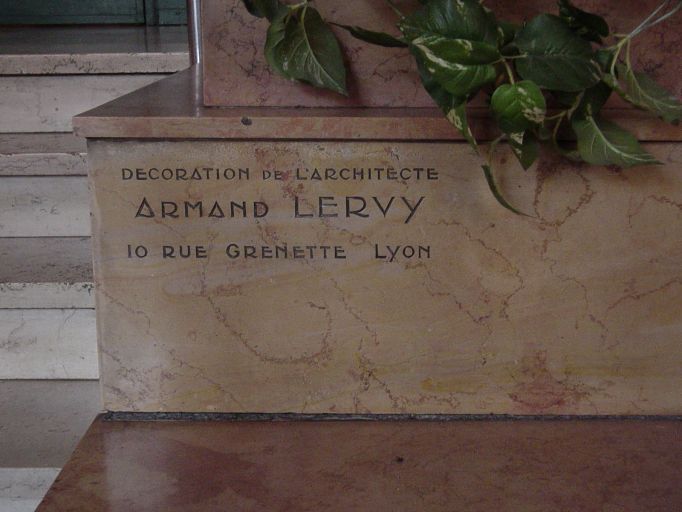 DECORATION DE L'ARCHITECTE
ARMAND LERVY
10 RUE GRENETTE LYON